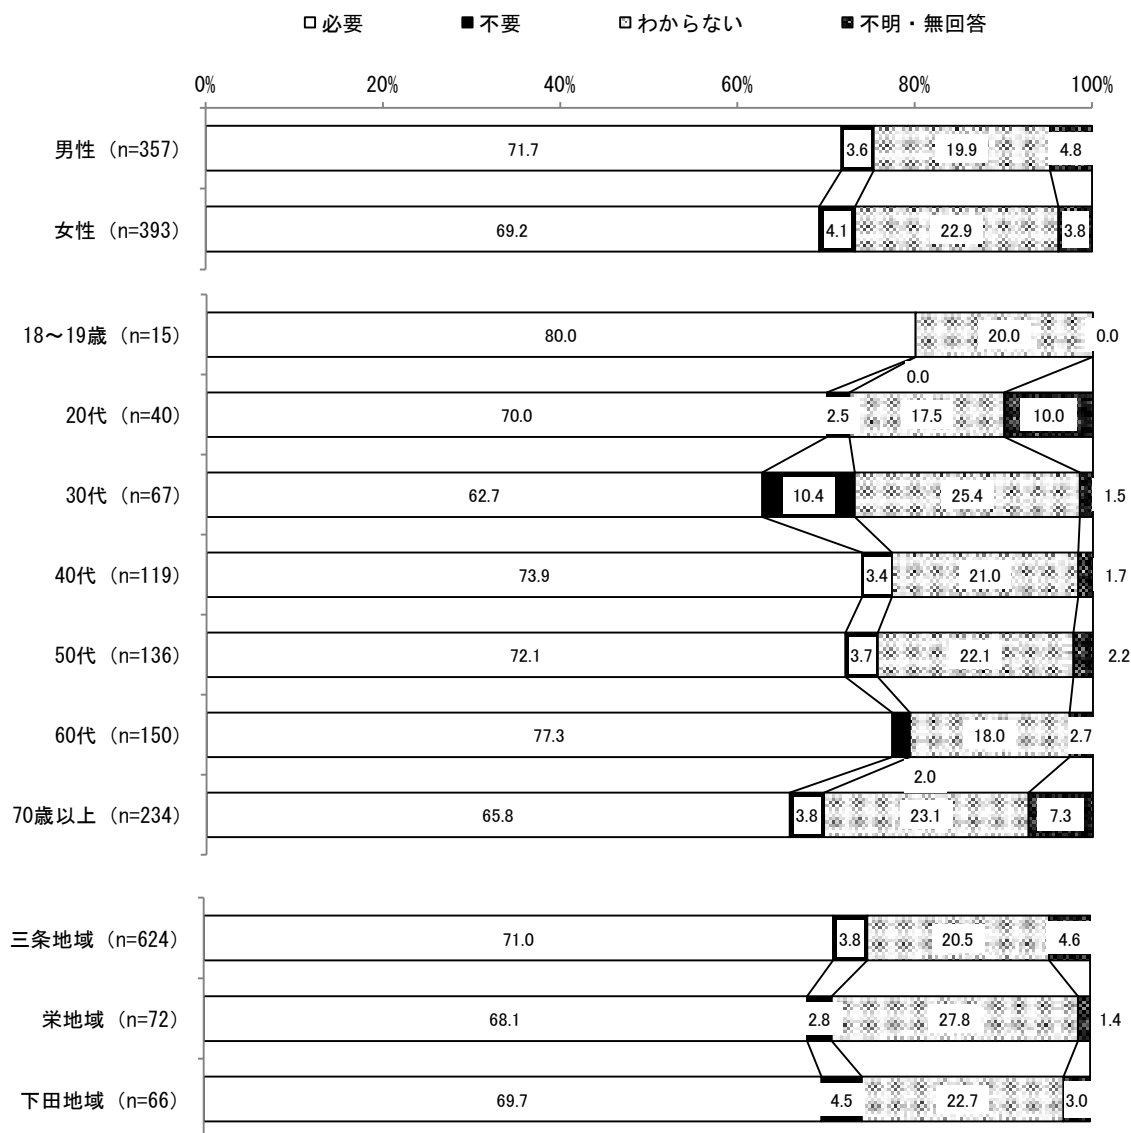 □必要 ■不要 □わからない ■不明・無回答
0% 20% 40% 60% 80% 100%
男性 (n=357) 71.7 3.6 19.9 4.8
女性 (n=393) 69.2 4.1 22.9 3.8
18～19歳 (n=15) 80.0 20.0 0.0
0.0
20代 (n=40) 70.0 2.5 17.5 10.0
30代 (n=67) 62.7 10.4 25.4 1.5
40代 (n=119) 73.9 3.4 21.0 1.7
50代 (n=136) 72.1 3.7 22.1 2.2
60代 (n=150) 77.3 18.0 2.7
2.0
70歳以上 (n=234) 65.8 3.8 23.1 7.3
三条地域 (n=624) 71.0 3.8 20.5 4.6
栄地域 (n=72) 68.1 2.8 27.8 1.4
下田地域 (n=66) 69.7 4.5 22.7 3.0